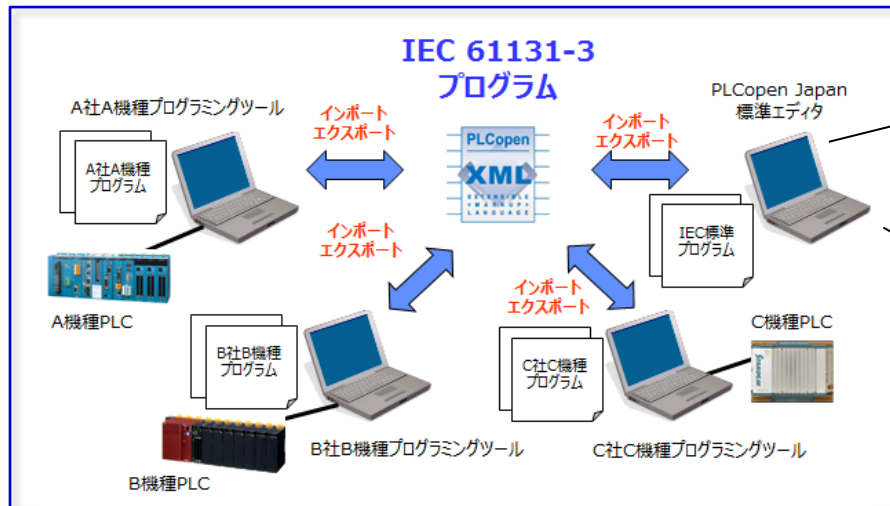 IEC 61131-3
プログラム
A社A機種プログラミングツール
インポート
エクスポート
PLCopen
XML
EXTENSIBLE
MARKUP
LANGUAGE
インポート
エクスポート
PLCopen Japan
標準エディタ
A社A機種
プログラム
インポート
エクスポート
IEC標準
プログラム
A機種PLC
インポート
エクスポート
B社B機種
プログラム
C社C機種
プログラム
C機種PLC
B社B機種プログラミングツール
C社C機種プログラミングツール
B機種PLC